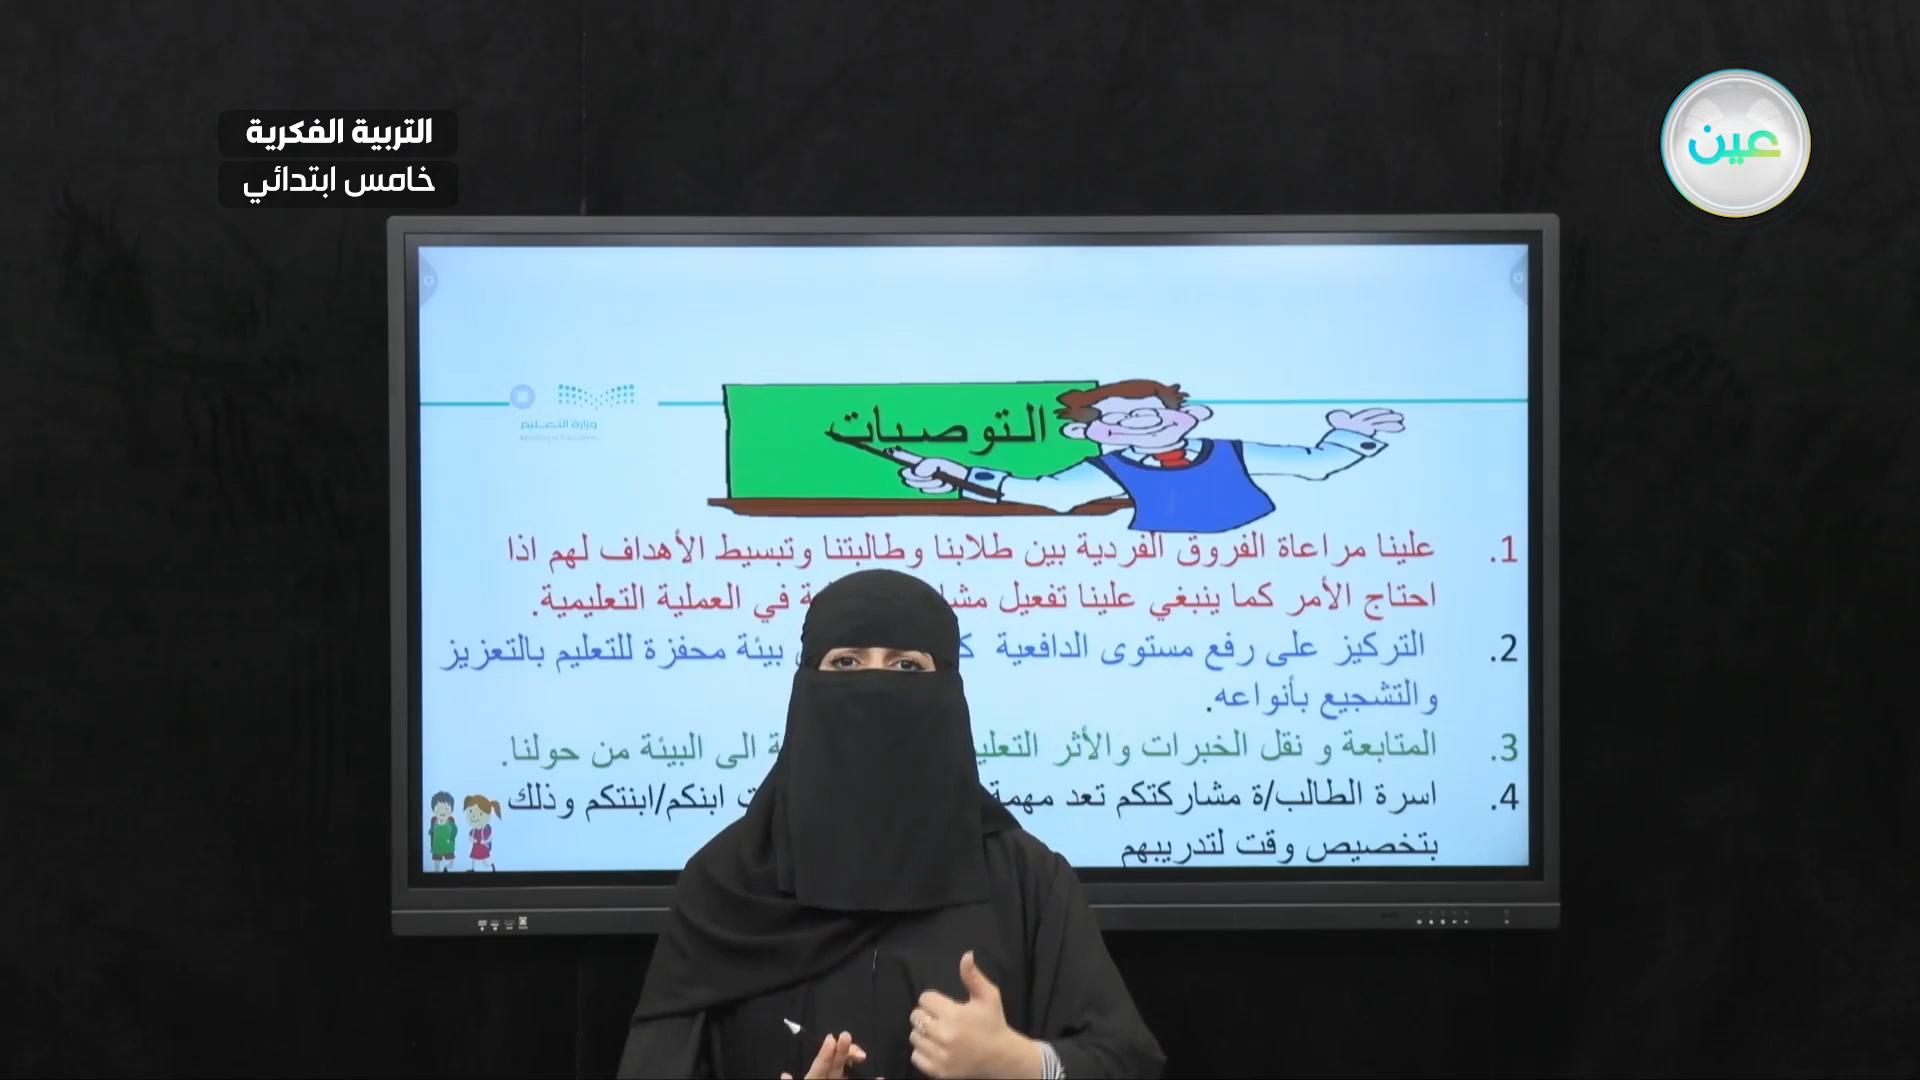 التربية الفكرية
خامس ابتدائي
عين
وزارة التعليم
Ministry of Education
التوصيات
1. علينا مراعاة الفروق الفردية بين طلابنا وطالبتنا وتبسيط الأهداف لهم اذا
احتاج الأمر كما ينبغي علينا تفعيل في العملية التعليمية.
2. التركيز على رفع مستوى الدافعية بيئة محفزة للتعليم بالتعزيز
والتشجيع بأنواعه.
3. المتابعة و نقل الخبرات والأثر الى البيئة من حولنا.
4. اسرة الطالب/ة مشاركتكم تعد مهمة ابنكم/ابنتكم وذلك
بتخصيص وقت لتدريبهم